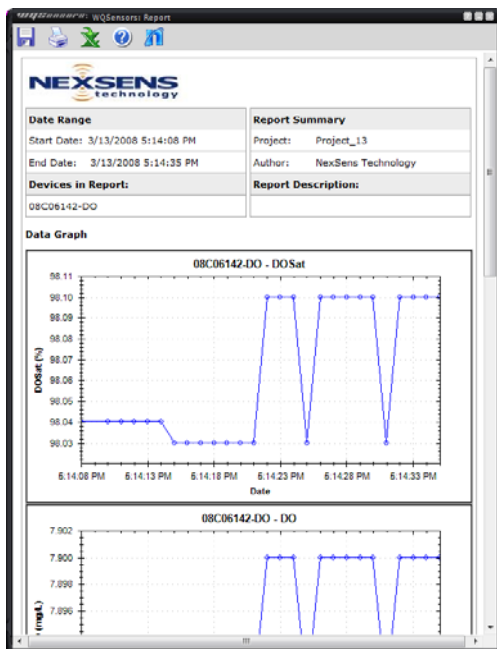 WQSensors: WQSensors: Report
NEXSENS
technology
Date Range
Report Summary
Start Date: 3/13/2008 5:14:08 PM
Project: Project_13
End Date: 3/13/2008 5:14:35 PM
Author: NexSens Technology
Devices in Report:
Report Description:
08C06142-DO
Data Graph
08C06142-DO - DOSat
98.11
98.10
98.09
98.08
98.07
98.06
98.05
98.04
98.03
DOSat (%)
5:14:08 PM 5:14:13 PM 5:14:18 PM 5:14:23 PM 5:14:28 PM 5:14:33 PM
Date
08C06142-DO - DO
7.902
7.900
7.898
7.896
(mg/L)